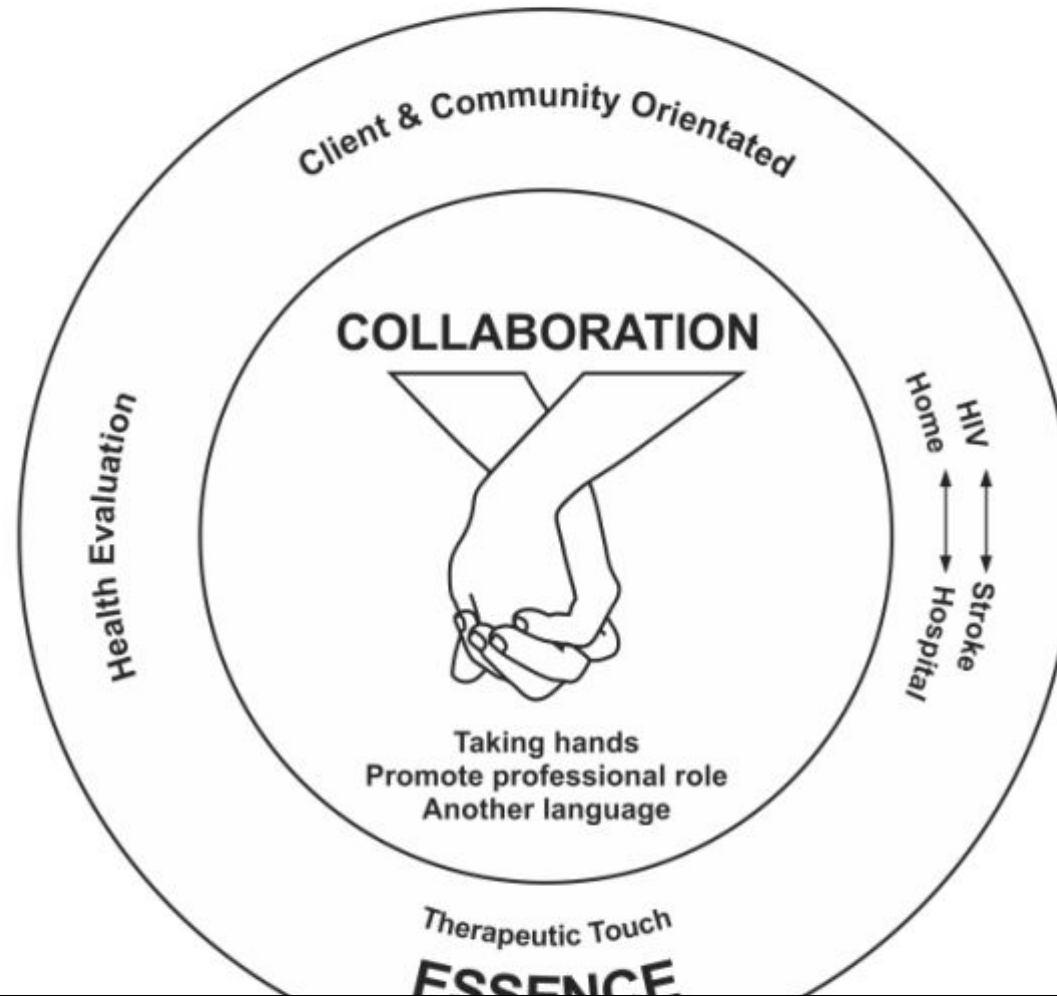 Client & Community Orientated
COLLABORATION
Health Evaluation
HIV
Home
Stroke
Hospital
Taking hands
Promote professional role
Another language
Therapeutic Touch
ESSENCE